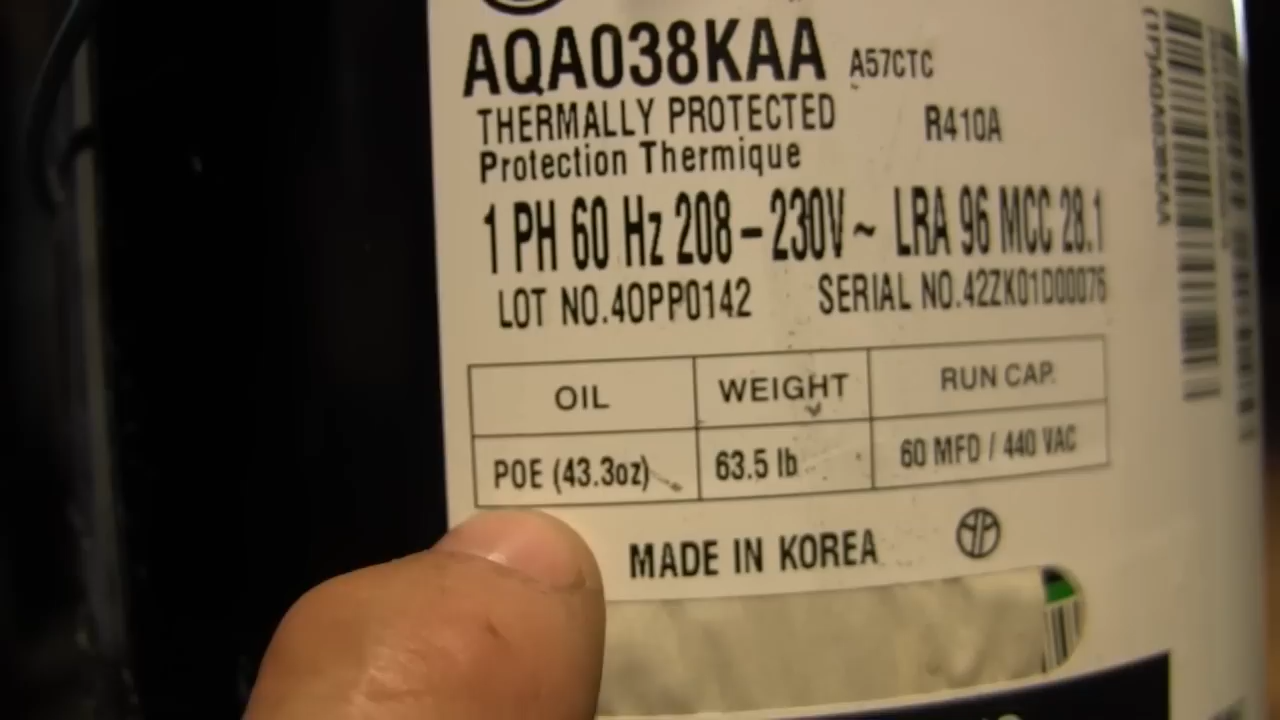 AQA038KAA A57CTC
THERMALLY PROTECTED R410A
Protection Thermique
1 PH 60 Hz 208 - 230V ~ LRA 96 MCC 28.1
LOT NO.40PP0142 SERIAL NO.42ZK01D00076
OIL WEIGHT RUN CAP.
POE (43.3oz) 63.5 lb 60 MFD / 440 VAC
MADE IN KOREA
(1P)AQA038KAA